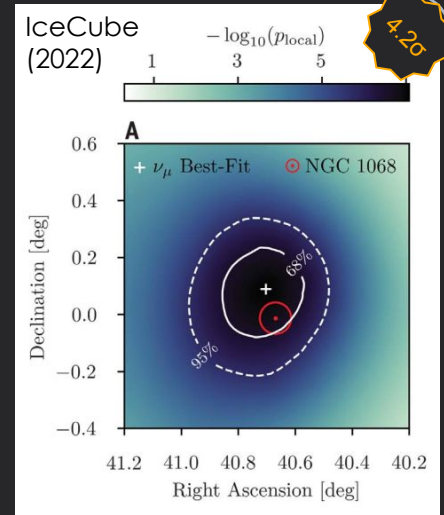 IceCube
(2022)
− log₁₀(p_local)
4.2σ
1 3 5
A
ν_μ Best-Fit
NGC 1068
0.6
0.4
0.2
0.0
−0.2
−0.4
Declination [deg]
68%
95%
41.2 41.0 40.8 40.6 40.4 40.2
Right Ascension [deg]